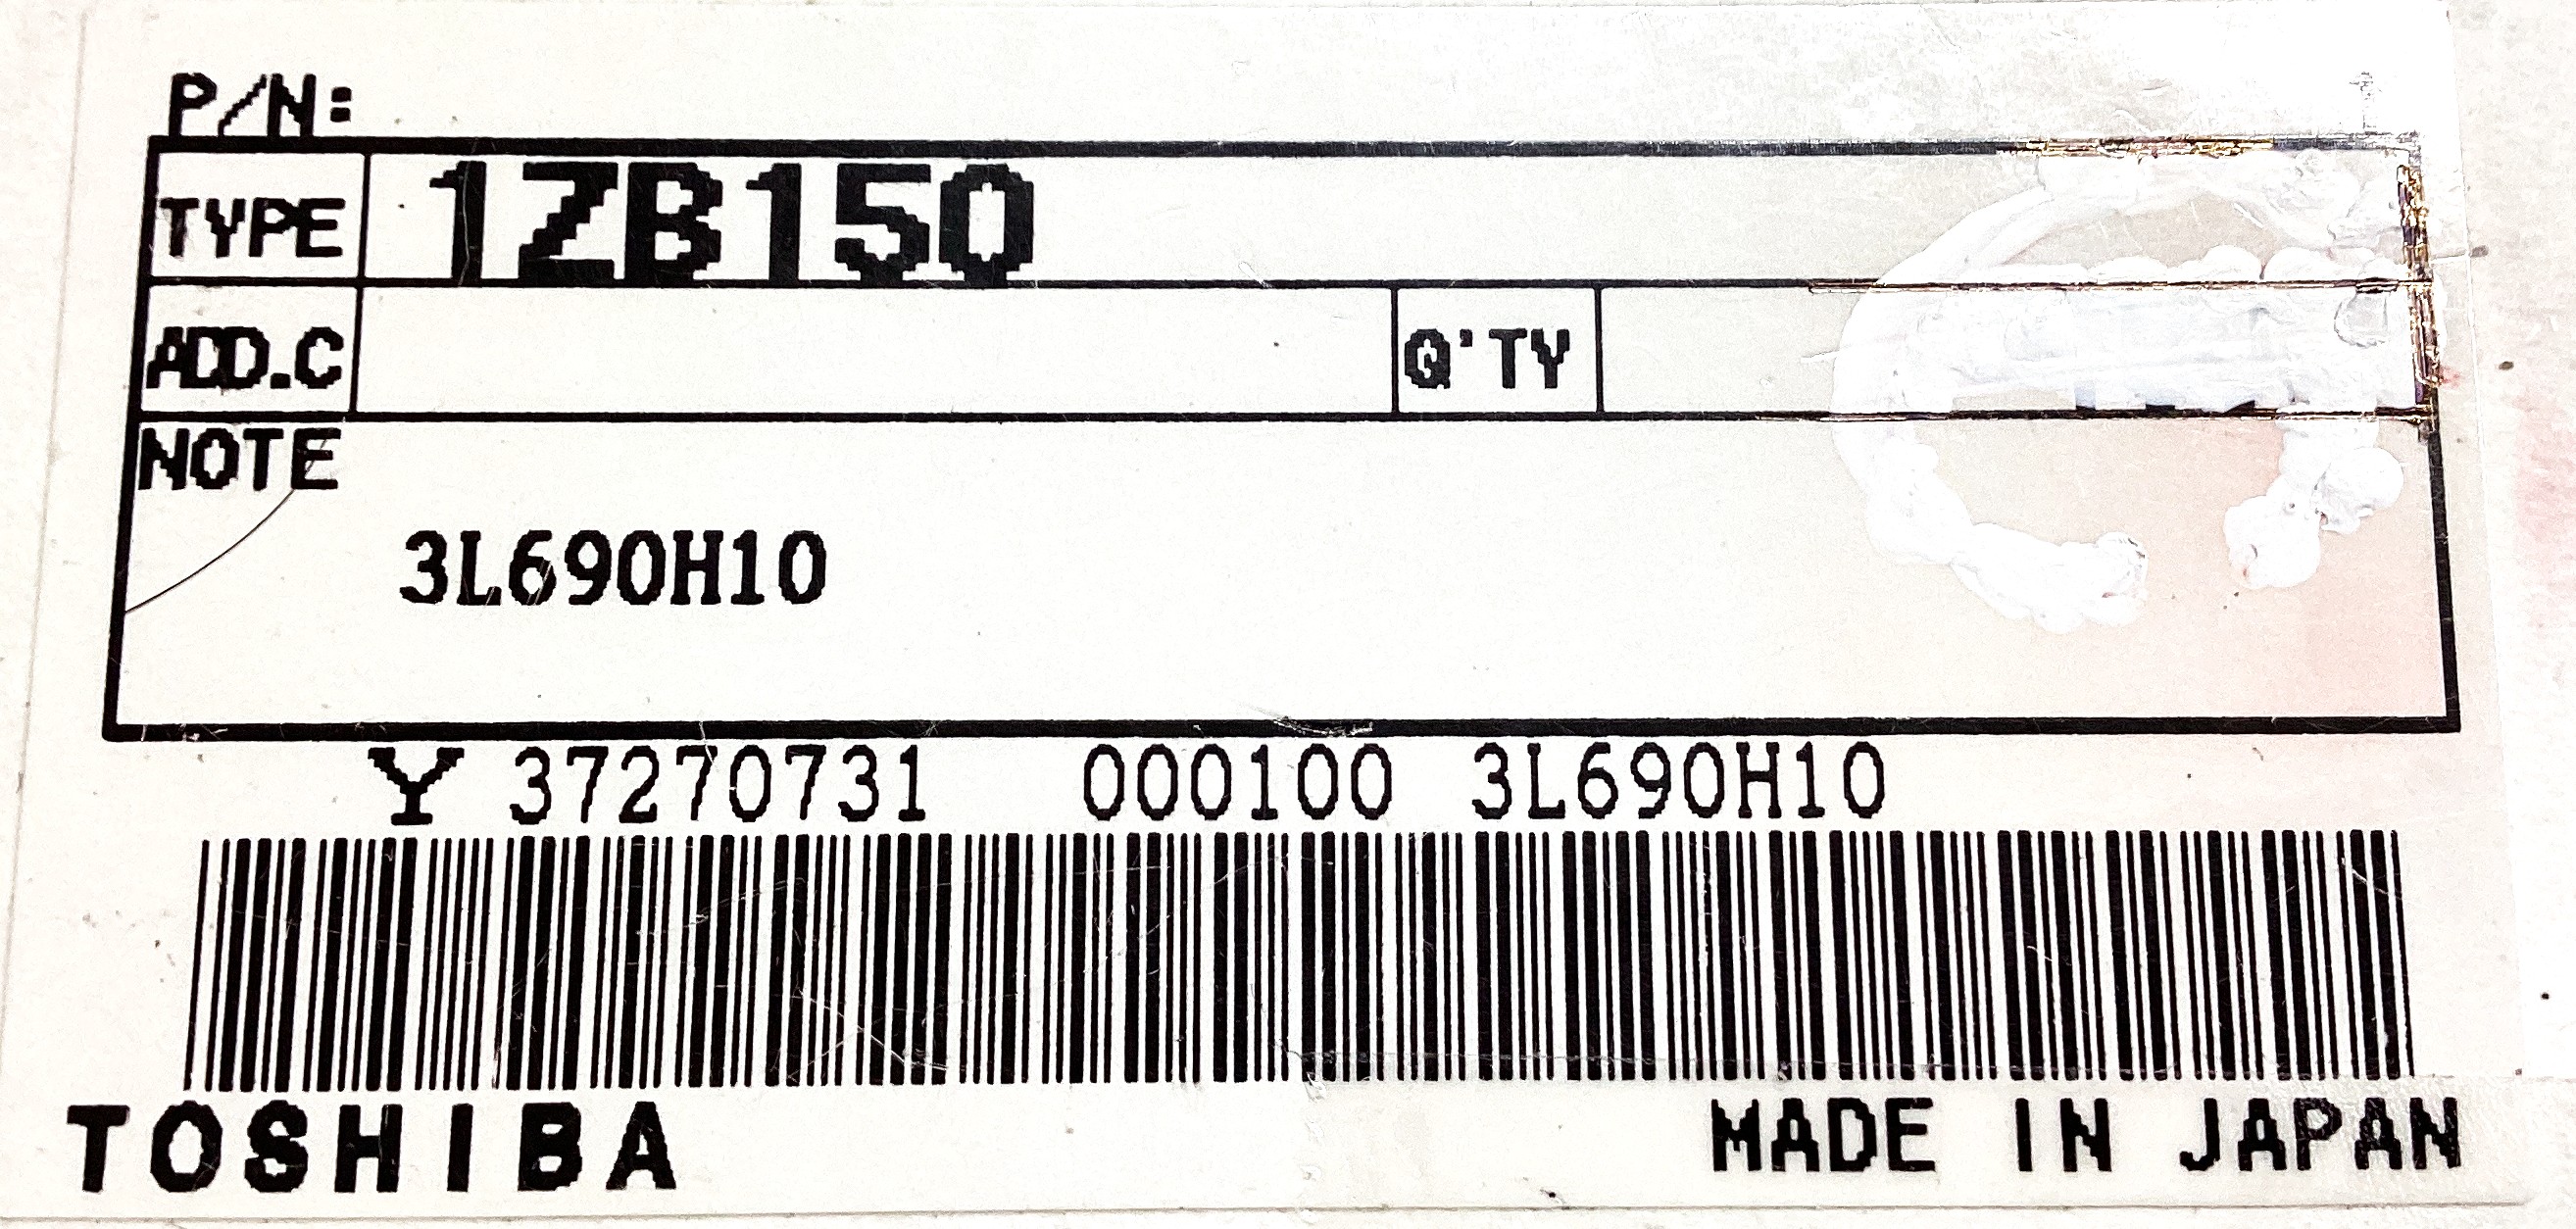 P/N:
TYPE 1ZB150
ADD.C Q'TY
NOTE
3L690H10
Y 37270731 000100 3L690H10
TOSHIBA MADE IN JAPAN